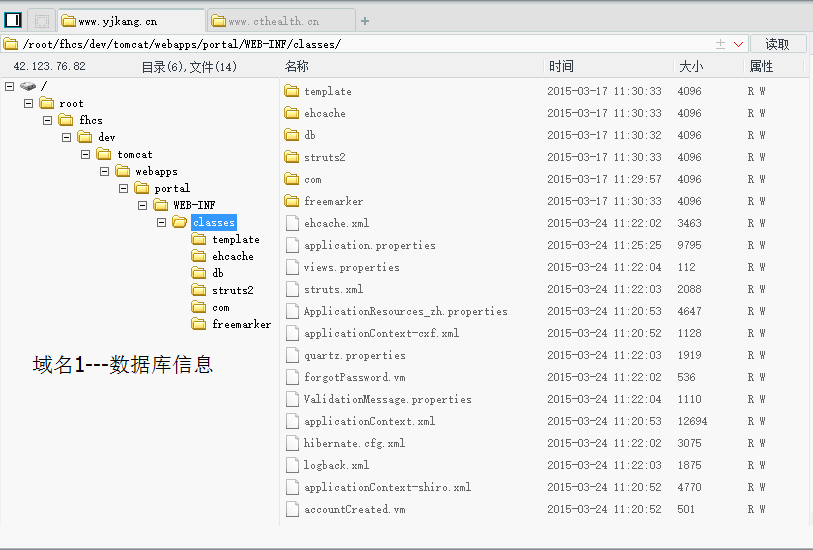 www.yjkang.cn www.cthealth.cn +
/root/fhcs/dev/tomcat/webapps/portal/WEB-INF/classes/ 读取
42.123.76.82 目录(6),文件(14) 名称 时间 大小 属性
/
root
fhcs
dev
tomcat
webapps
portal
WEB-INF
classes
template
ehcache
db
struts2
com
freemarker
域名1---数据库信息
template 2015-03-17 11:30:33 4096 R W
ehcache 2015-03-17 11:30:33 4096 R W
db 2015-03-17 11:30:32 4096 R W
struts2 2015-03-17 11:30:33 4096 R W
com 2015-03-17 11:29:57 4096 R W
freemarker 2015-03-17 11:30:33 4096 R W
ehcache.xml 2015-03-24 11:22:02 3463 R W
application.properties 2015-03-24 11:25:25 9795 R W
views.properties 2015-03-24 11:22:04 112 R W
struts.xml 2015-03-24 11:22:03 2088 R W
ApplicationResources_zh.properties 2015-03-24 11:20:53 4647 R W
applicationContext-cxf.xml 2015-03-24 11:20:52 1128 R W
quartz.properties 2015-03-24 11:22:03 1919 R W
forgotPassword.vm 2015-03-24 11:22:02 536 R W
ValidationMessage.properties 2015-03-24 11:22:04 1110 R W
applicationContext.xml 2015-03-24 11:20:53 12694 R W
hibernate.cfg.xml 2015-03-24 11:22:02 3075 R W
logback.xml 2015-03-24 11:22:03 1875 R W
applicationContext-shiro.xml 2015-03-24 11:20:52 4770 R W
accountCreated.vm 2015-03-24 11:20:52 501 R W